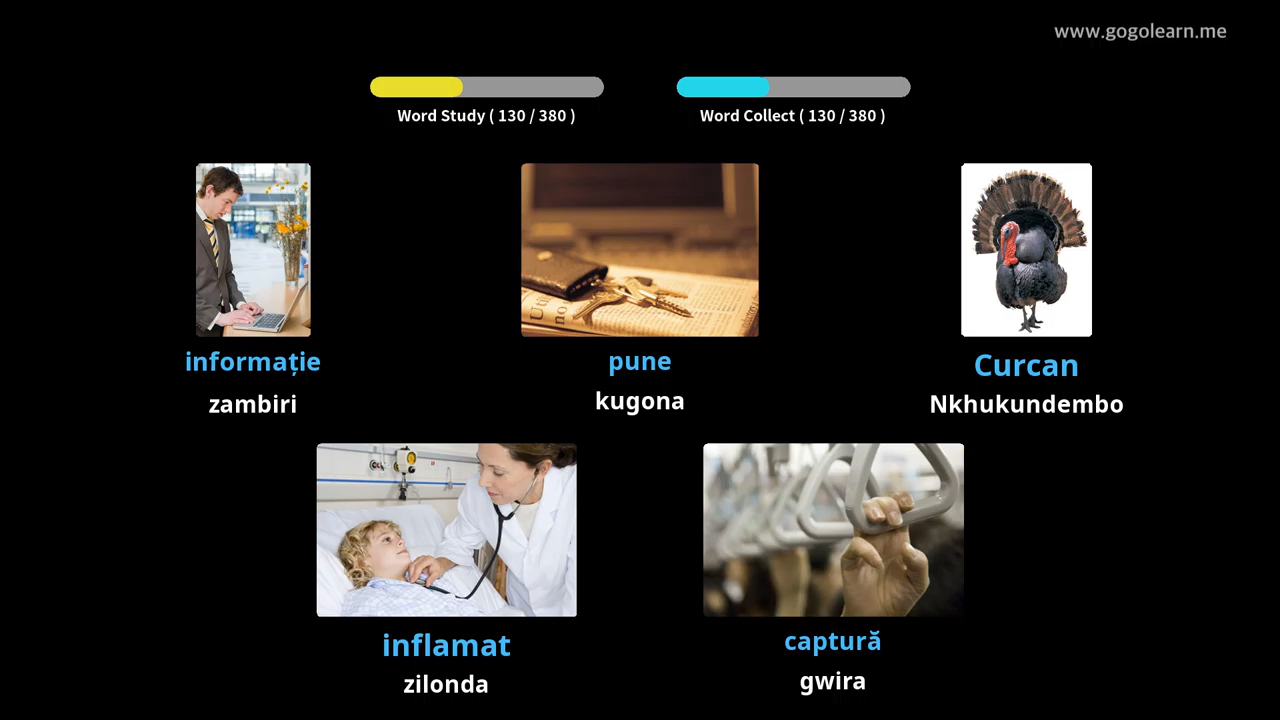 www.gogolearn.me
Word Study ( 130 / 380 )
Word Collect ( 130 / 380 )
informație
zambiri
pune
kugona
Curcan
Nkhukundembo
inflamat
zilonda
captură
gwira